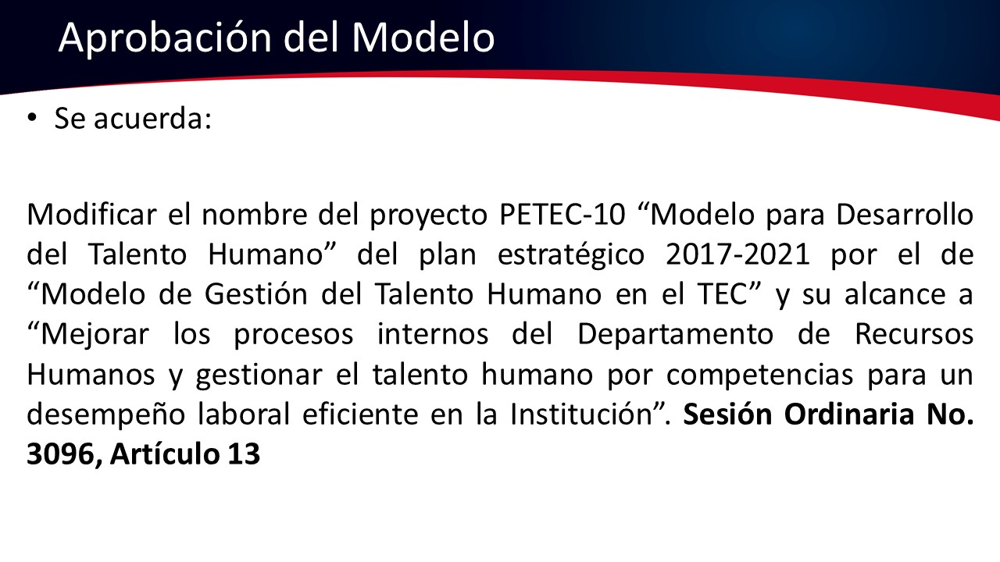 Aprobación del Modelo
• Se acuerda:
Modificar el nombre del proyecto PETEC-10 “Modelo para Desarrollo
del Talento Humano” del plan estratégico 2017-2021 por el de
“Modelo de Gestión del Talento Humano en el TEC” y su alcance a
“Mejorar los procesos internos del Departamento de Recursos
Humanos y gestionar el talento humano por competencias para un
desempeño laboral eficiente en la Institución”. Sesión Ordinaria No.
3096, Artículo 13